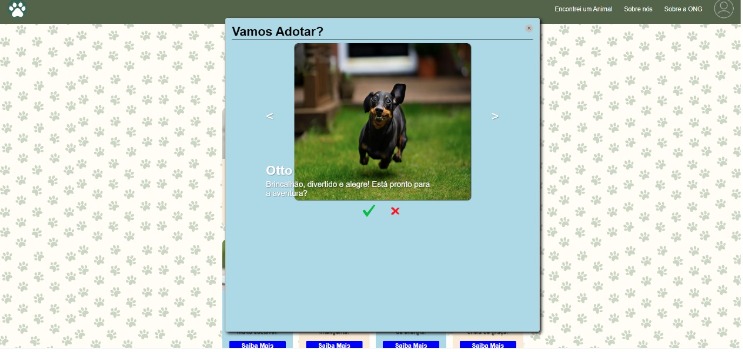 Encontrei um Animal Sobre nós Sobre a ONG
Vamos Adotar?
x
< >
Otto
Brincalhão, divertido e alegre! Está pronto para
a aventura?
Saiba Mais Saiba Mais Saiba Mais Saiba Mais